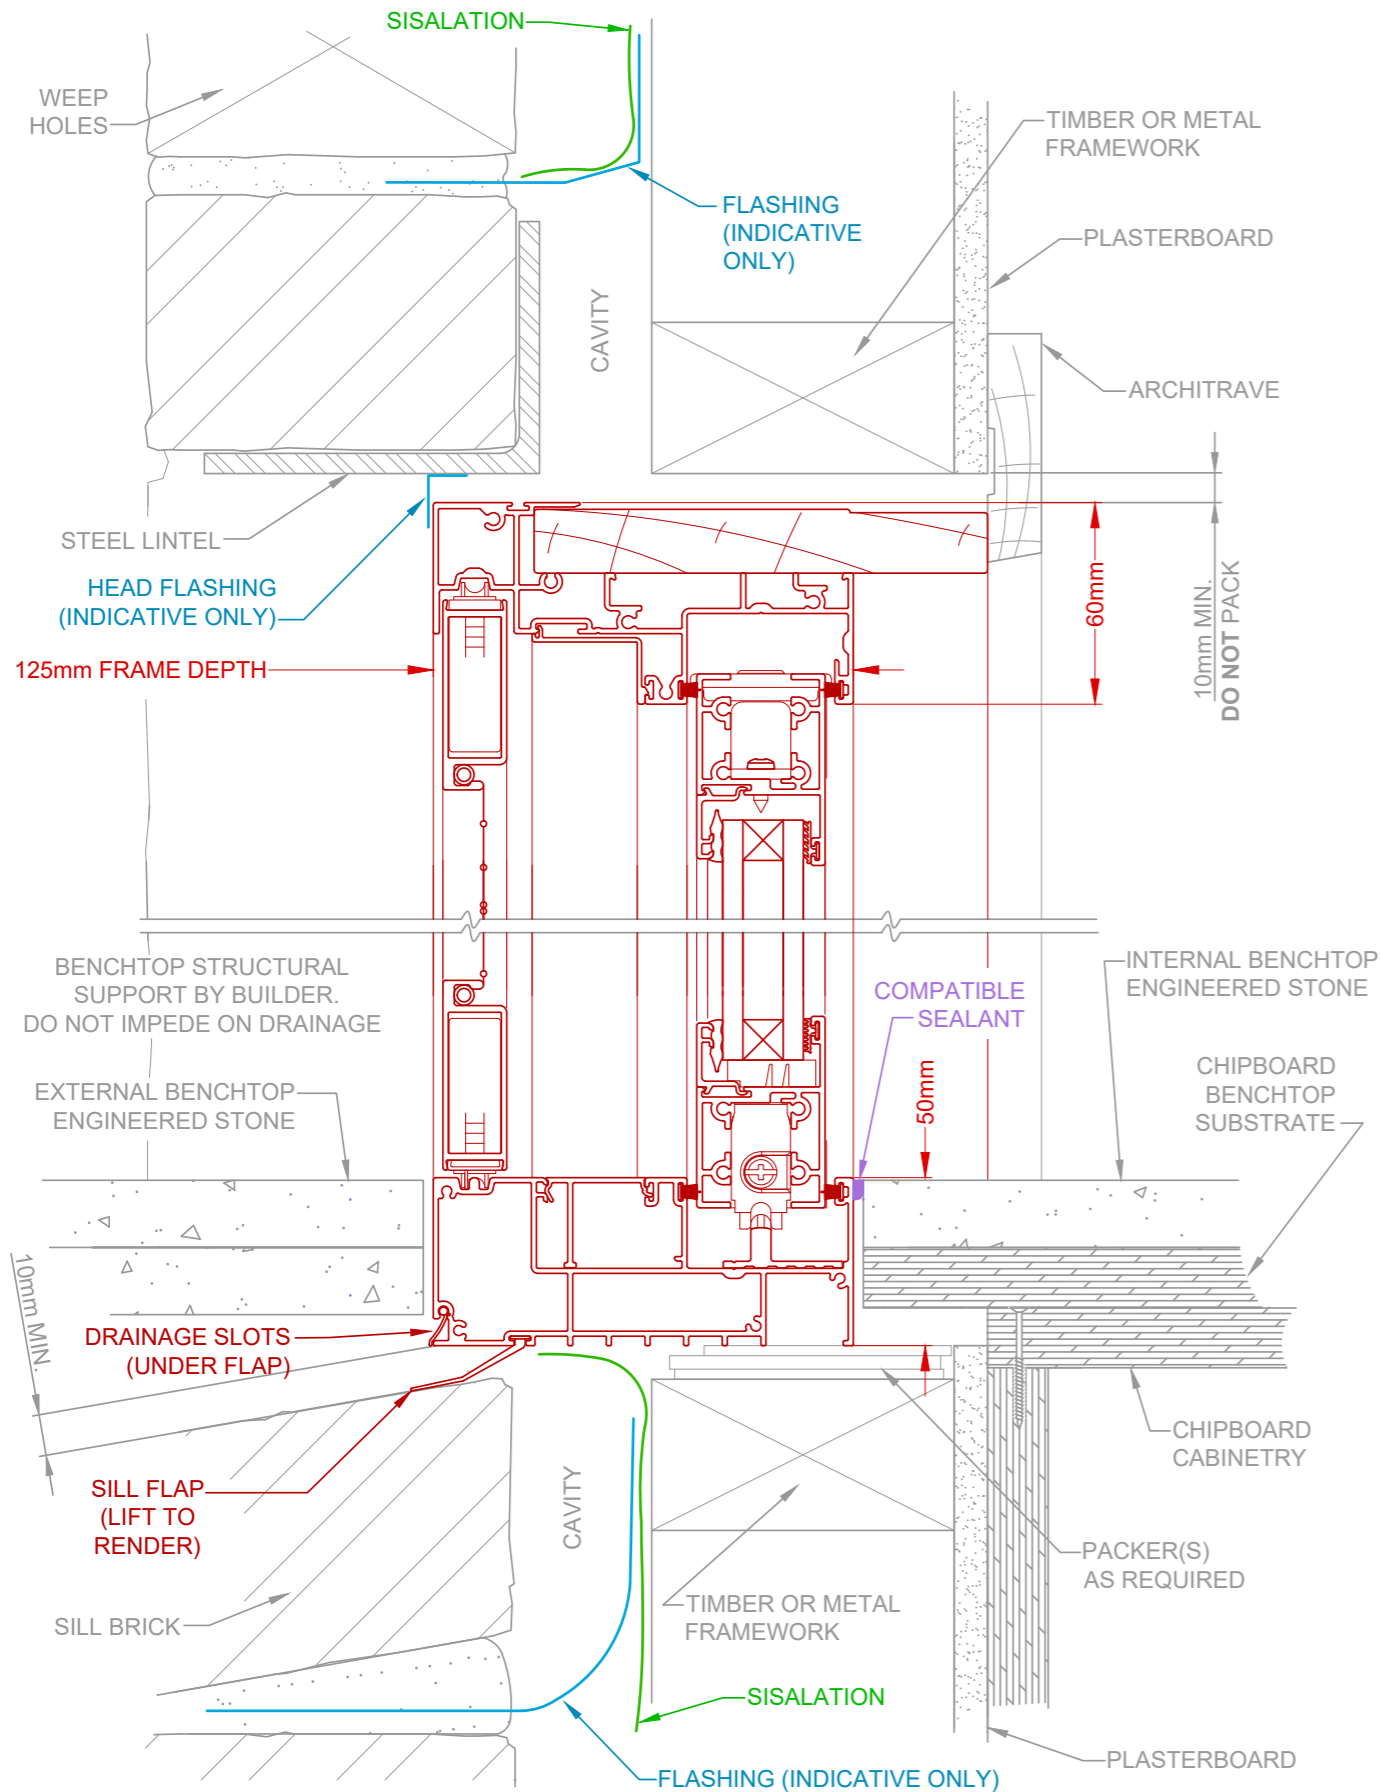 SISALATION
WEEP
HOLES
TIMBER OR METAL
FRAMEWORK
FLASHING
(INDICATIVE
ONLY)
PLASTERBOARD
CAVITY
ARCHITRAVE
STEEL LINTEL
HEAD FLASHING
(INDICATIVE ONLY)
60mm
10mm MIN.
DO NOT PACK
125mm FRAME DEPTH
BENCHTOP STRUCTURAL
SUPPORT BY BUILDER.
DO NOT IMPEDE ON DRAINAGE
INTERNAL BENCHTOP
ENGINEERED STONE
COMPATIBLE
SEALANT
EXTERNAL BENCHTOP
ENGINEERED STONE
50mm
CHIPBOARD
BENCHTOP
SUBSTRATE
10mm MIN.
DRAINAGE SLOTS
(UNDER FLAP)
CHIPBOARD
CABINETRY
SILL FLAP
(LIFT TO
RENDER)
CAVITY
PACKER(S)
AS REQUIRED
SILL BRICK
TIMBER OR METAL
FRAMEWORK
SISALATION
PLASTERBOARD
FLASHING (INDICATIVE ONLY)